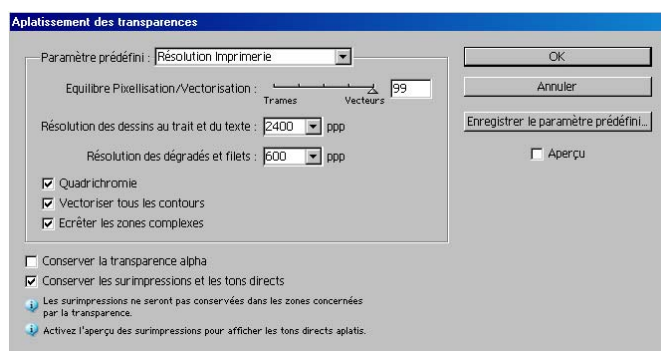 Aplatissement des transparences
Paramètre prédéfini : Résolution Imprimerie
OK
Equilibre Pixellisation/Vectorisation : 99
Trames Vecteurs
Annuler
Résolution des dessins au trait et du texte : 2400 ppp
Enregistrer le paramètre prédéfini...
Résolution des dégradés et filets : 600 ppp
Aperçu
Quadrichromie
Vectoriser tous les contours
Ecrêter les zones complexes
Conserver la transparence alpha
Conserver les surimpressions et les tons directs
Les surimpressions ne seront pas conservées dans les zones concernées
par la transparence.
Activez l'aperçu des surimpressions pour afficher les tons directs aplatis.